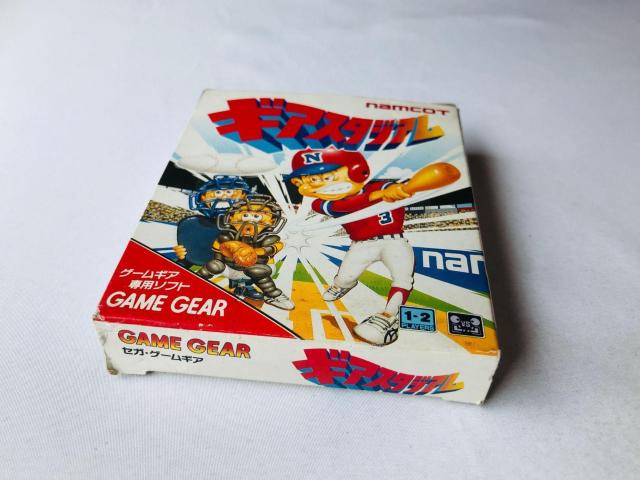 namcot
ギアスタジアム
N
3
nam
ゲームギア
専用ソフト
GAME GEAR
1-2
PLAYERS
VS
GAME GEAR
セガ・ゲームギア
ギアスタジアム